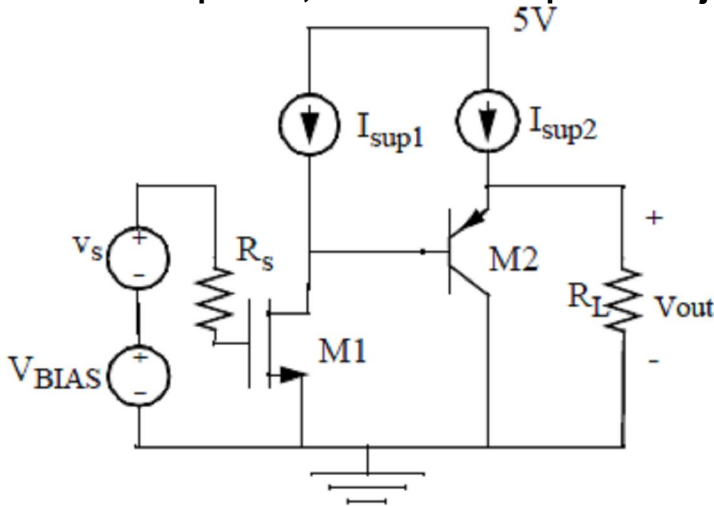 5V
I_sup1
I_sup2
+
v_s
+
-
R_s
M2
R_L
Vout
M1
V_BIAS
+
-
-